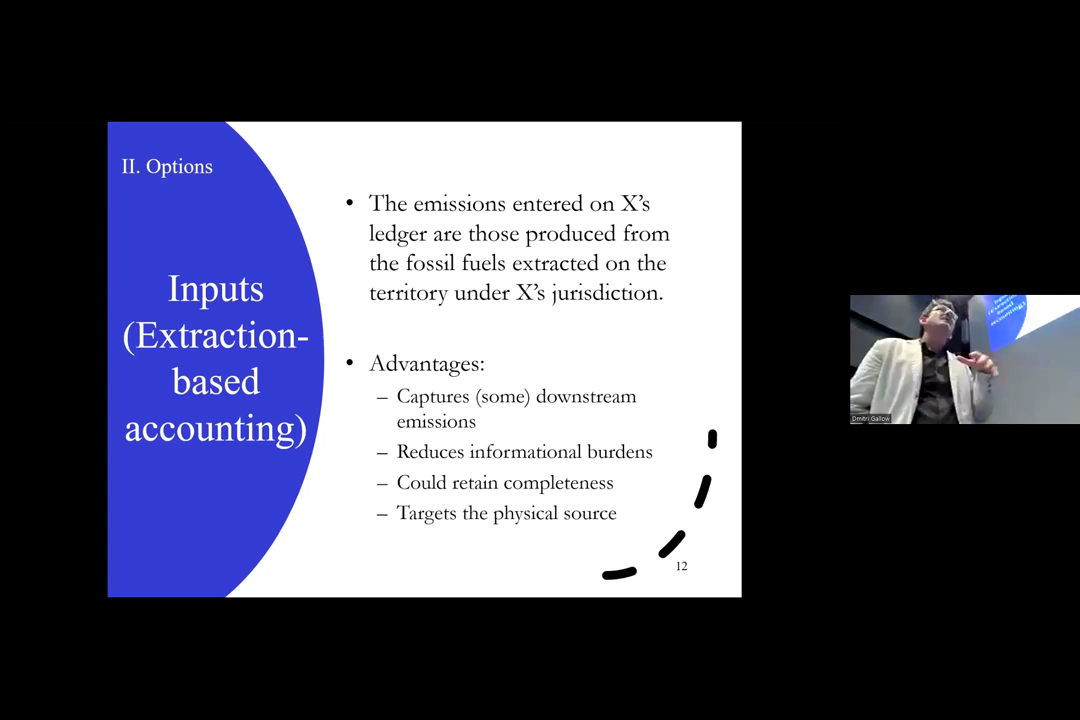 II. Options
Inputs
(Extraction-
based
accounting)
• The emissions entered on X’s
ledger are those produced from
the fossil fuels extracted on the
territory under X’s jurisdiction.
• Advantages:
– Captures (some) downstream
emissions
– Reduces informational burdens
– Could retain completeness
– Targets the physical source
12
Dmitri Gallow